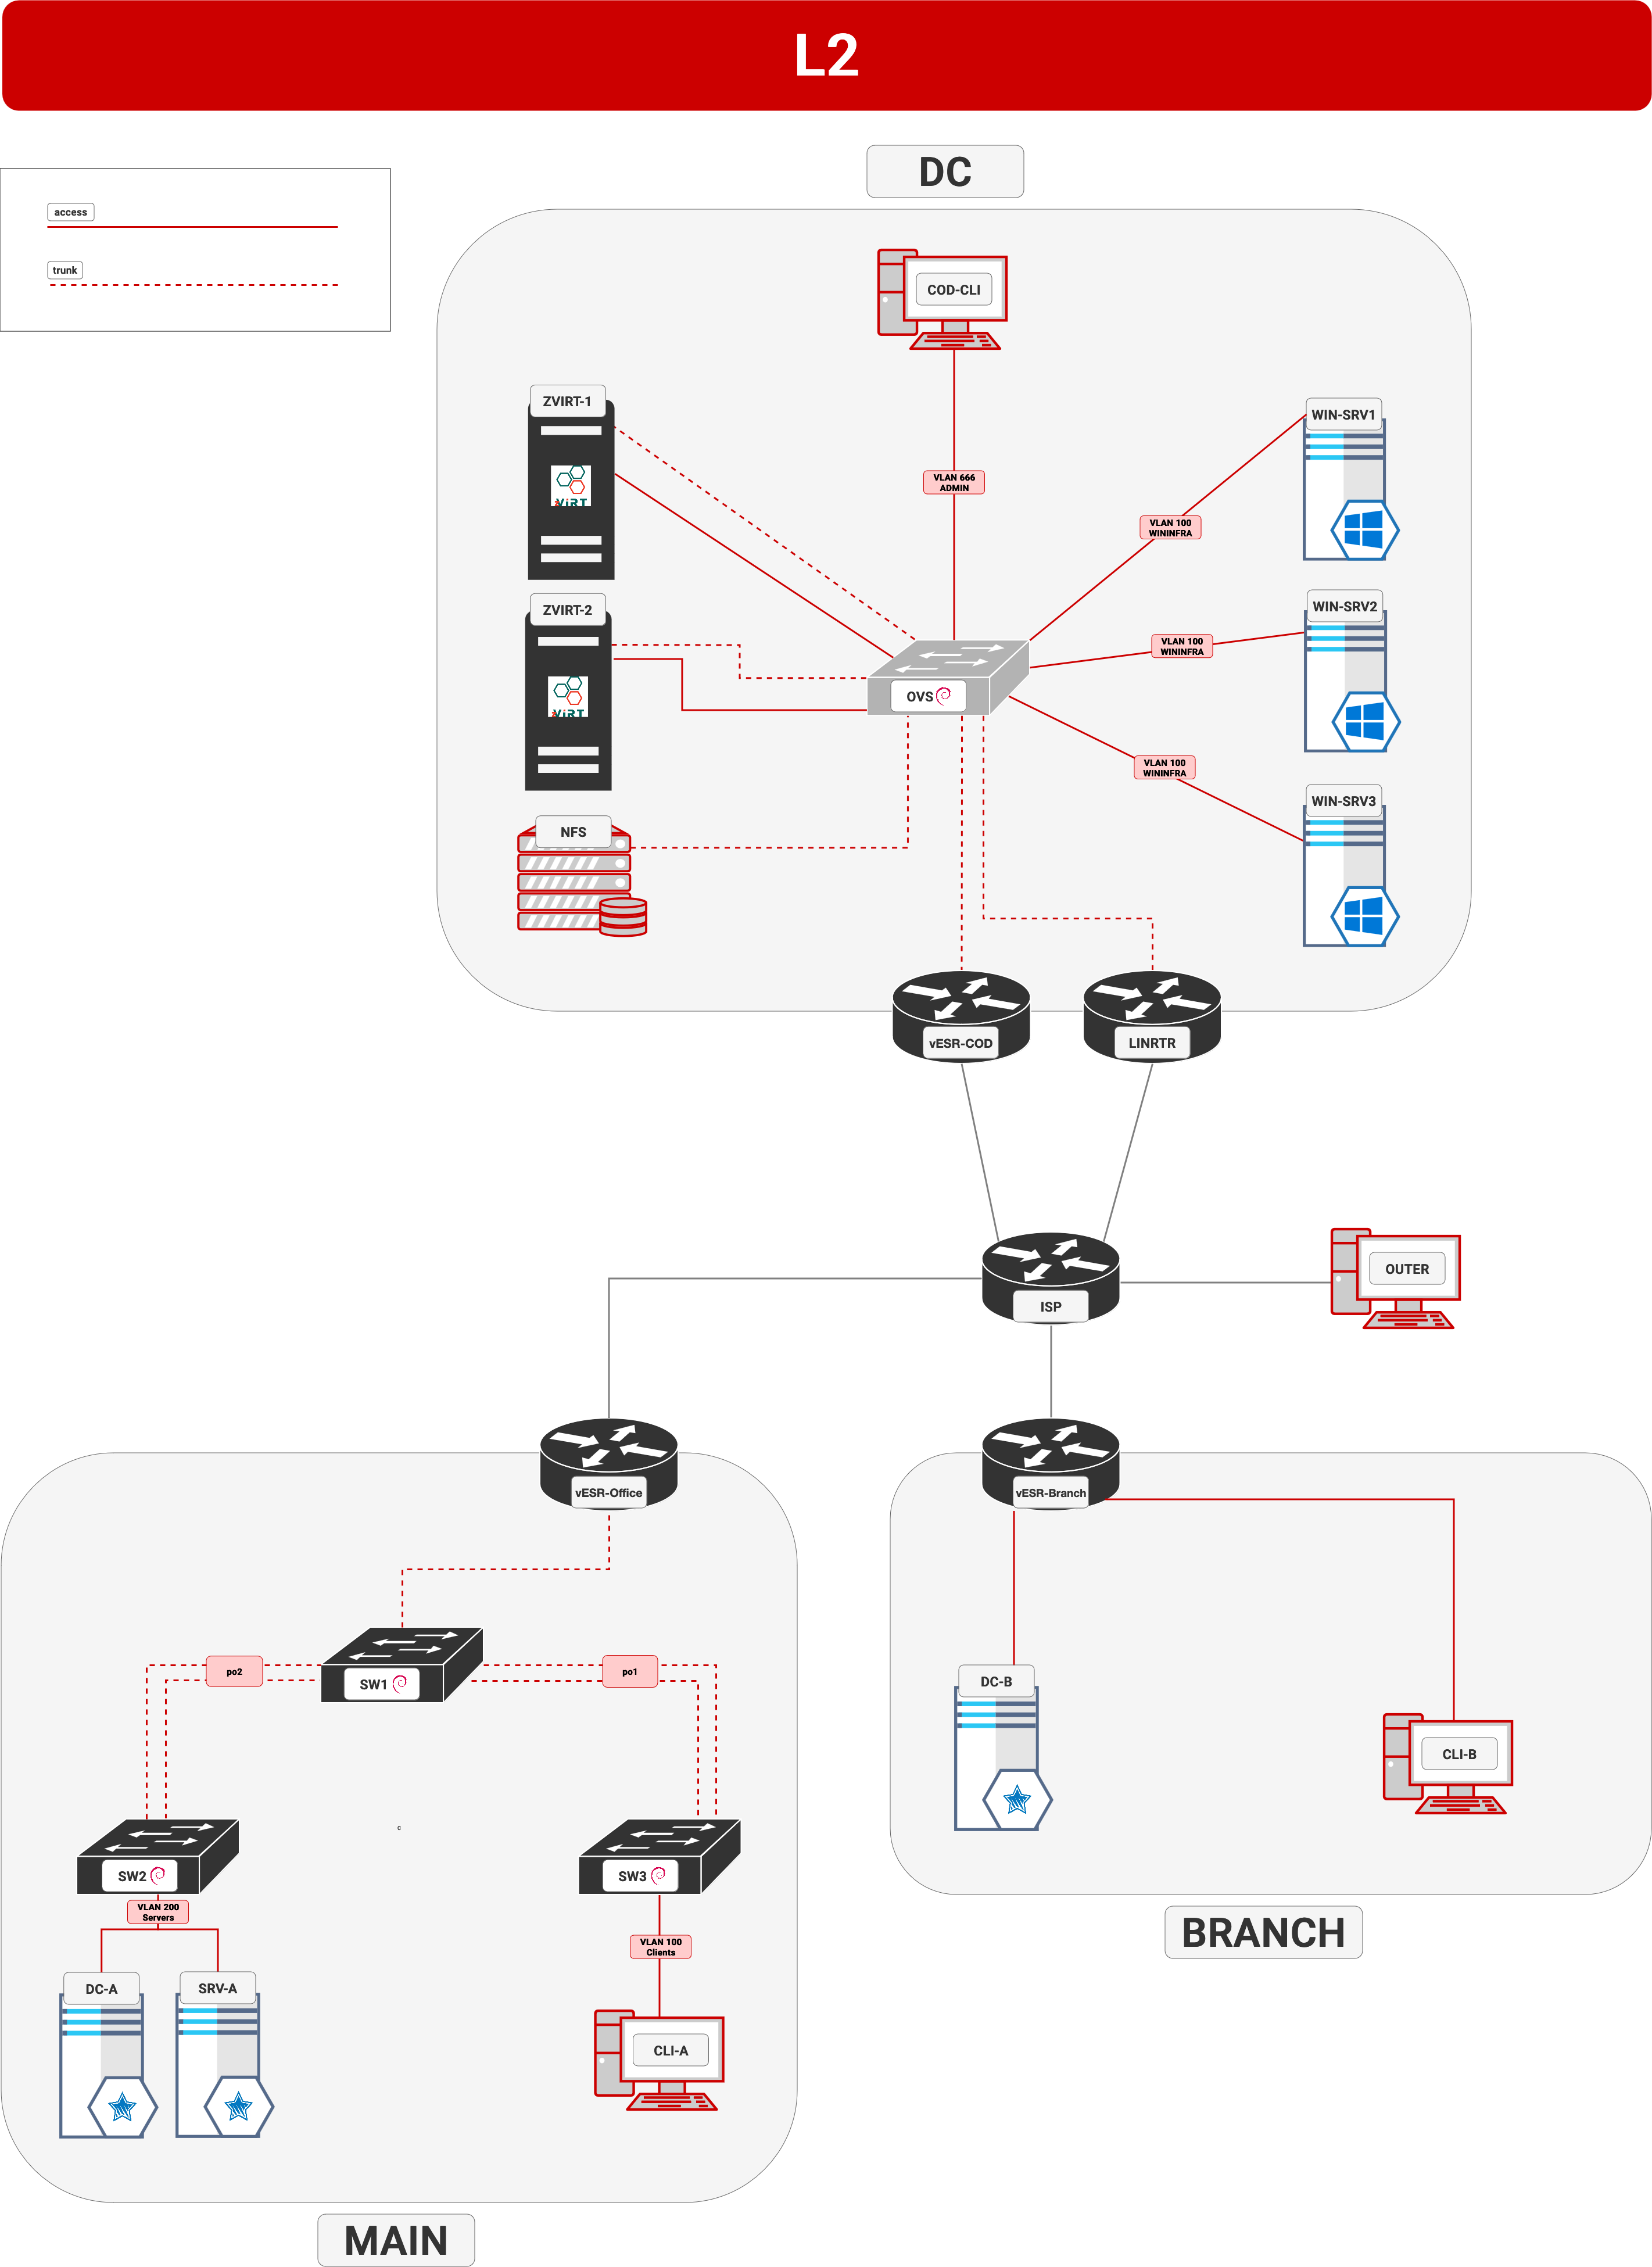 L2
DC
access
trunk
COD-CLI
ZVIRT-1
WIN-SRV1
VLAN 666
ADMIN
zViRT
VLAN 100
WININFRA
ZVIRT-2
WIN-SRV2
VLAN 100
WININFRA
zViRT
OVS
VLAN 100
WININFRA
WIN-SRV3
NFS
vESR-COD
LINRTR
OUTER
ISP
vESR-Office
vESR-Branch
po2
po1
SW1
DC-B
CLI-B
c
SW2
SW3
VLAN 200
Servers
BRANCH
VLAN 100
Clients
DC-A
SRV-A
CLI-A
MAIN